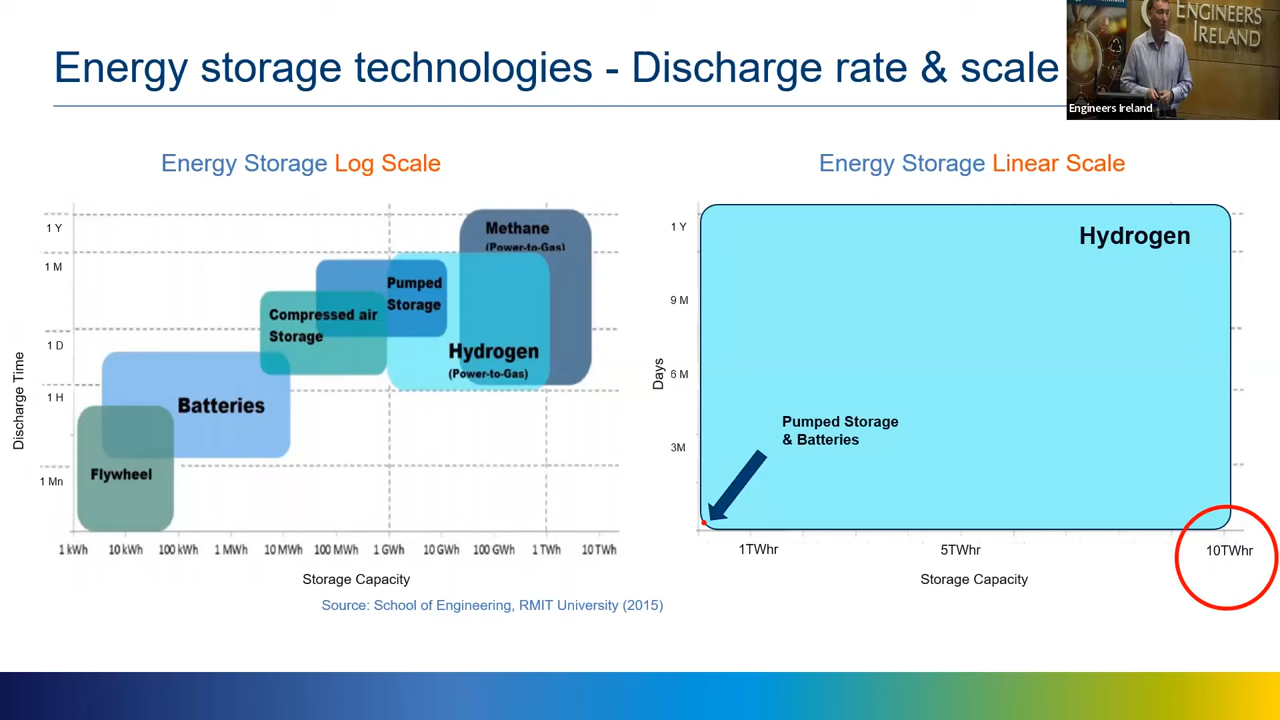 Energy storage technologies - Discharge rate & scale
ENGINEERS
IRELAND
Engineers Ireland
Energy Storage Log Scale
1 Y
1 M
1 D
1 H
1 Mn
Discharge Time
Methane
(Power-to-Gas)
Pumped
Storage
Compressed air
Storage
Hydrogen
(Power-to-Gas)
Batteries
Flywheel
1 kWh 10 kWh 100 kWh 1 MWh 10 MWh 100 MWh 1 GWh 10 GWh 100 GWh 1 TWh 10 TWh
Storage Capacity
Source: School of Engineering, RMIT University (2015)
Energy Storage Linear Scale
1 Y
9 M
6 M
3M
Days
Hydrogen
Pumped Storage
& Batteries
1TWhr 5TWhr 10TWhr
Storage Capacity